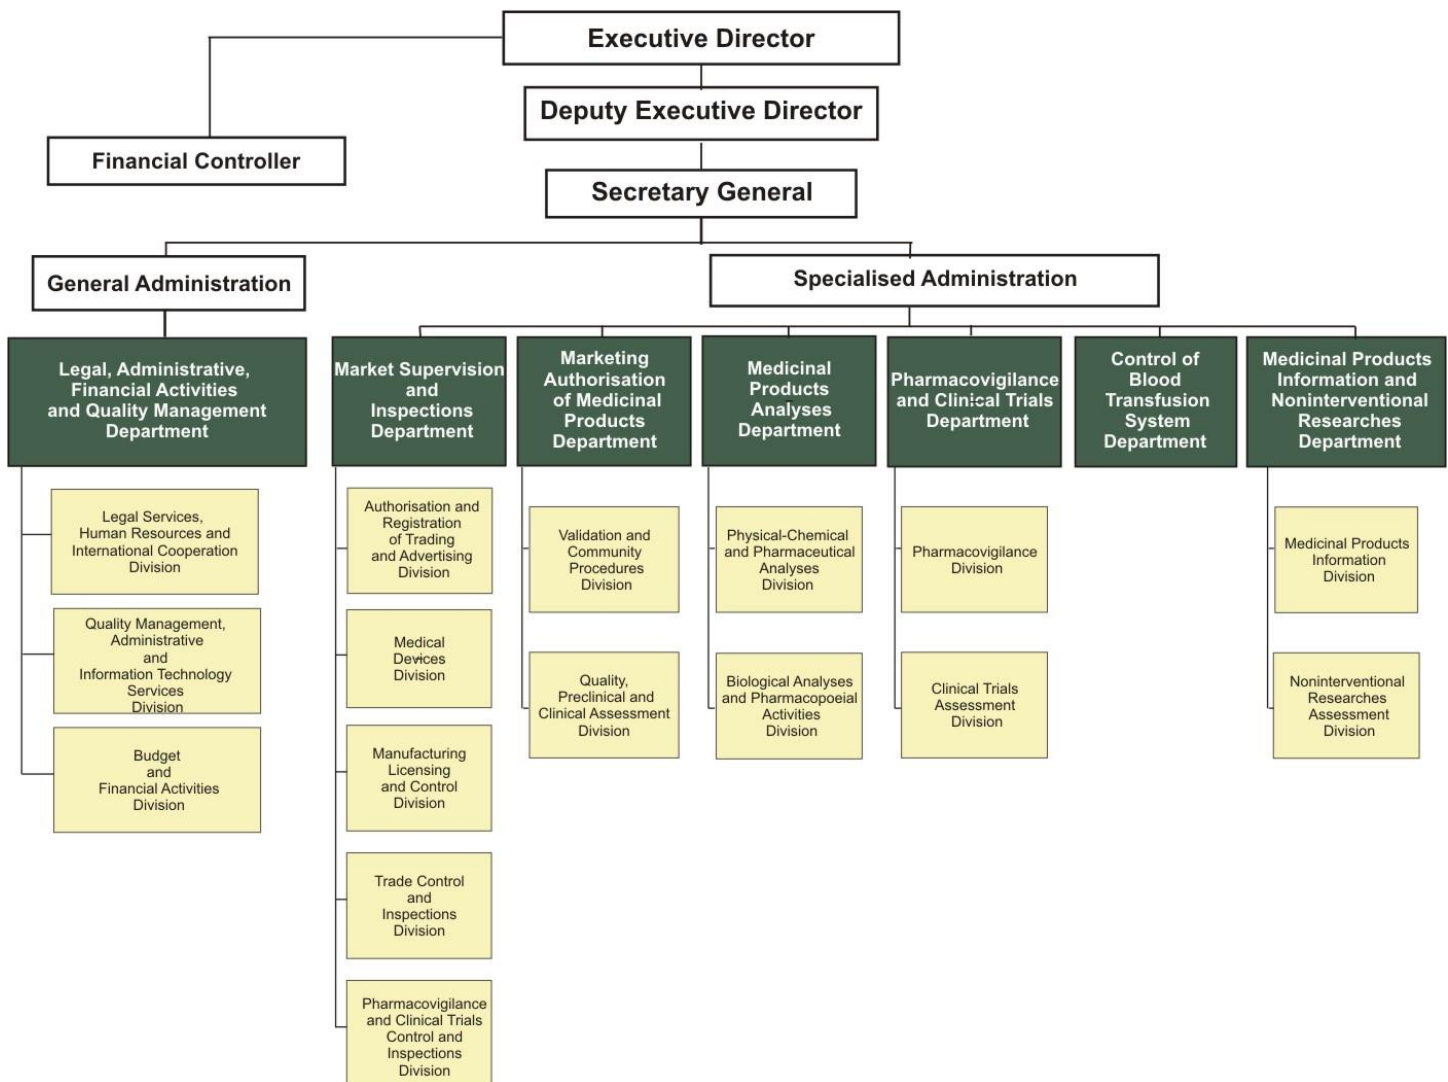 Executive Director
Deputy Executive Director
Financial Controller
Secretary General
General Administration
Specialised Administration
Legal, Administrative,
Financial Activities
and Quality Management
Department
Market Supervision
and
Inspections
Department
Marketing
Authorisation
of Medicinal
Products
Department
Medicinal
Products
Analyses
Department
Pharmacovigilance
and Clinical Trials
Department
Control of
Blood
Transfusion
System
Department
Medicinal Products
Information and
Noninterventional
Researches
Department
Legal Services,
Human Resources and
International Cooperation
Division
Quality Management,
Administrative
and
Information Technology
Services
Division
Budget
and
Financial Activities
Division
Authorisation and
Registration
of Trading
and Advertising
Division
Medical
Devices
Division
Manufacturing
Licensing
and Control
Division
Trade Control
and
Inspections
Division
Pharmacovigilance
and Clinical Trials
Control and
Inspections
Division
Validation and
Community
Procedures
Division
Quality,
Preclinical and
Clinical Assessment
Division
Physical-Chemical
and Pharmaceutical
Analyses
Division
Biological Analyses
and Pharmacopoeial
Activities
Division
Pharmacovigilance
Division
Clinical Trials
Assessment
Division
Medicinal Products
Information
Division
Noninterventional
Researches
Assessment
Division